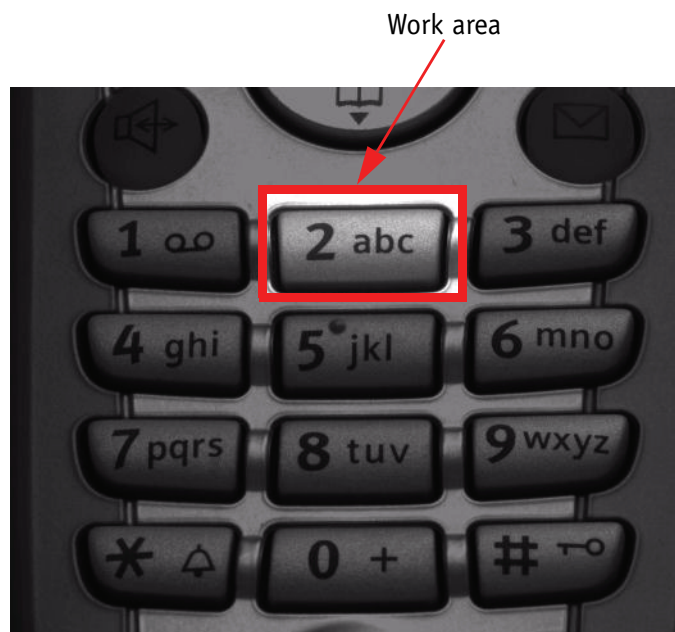 Work area
1
2 abc
3 def
4 ghi
5 jkl
6 mno
7 pqrs
8 tuv
9 wxyz
*
0 +
#